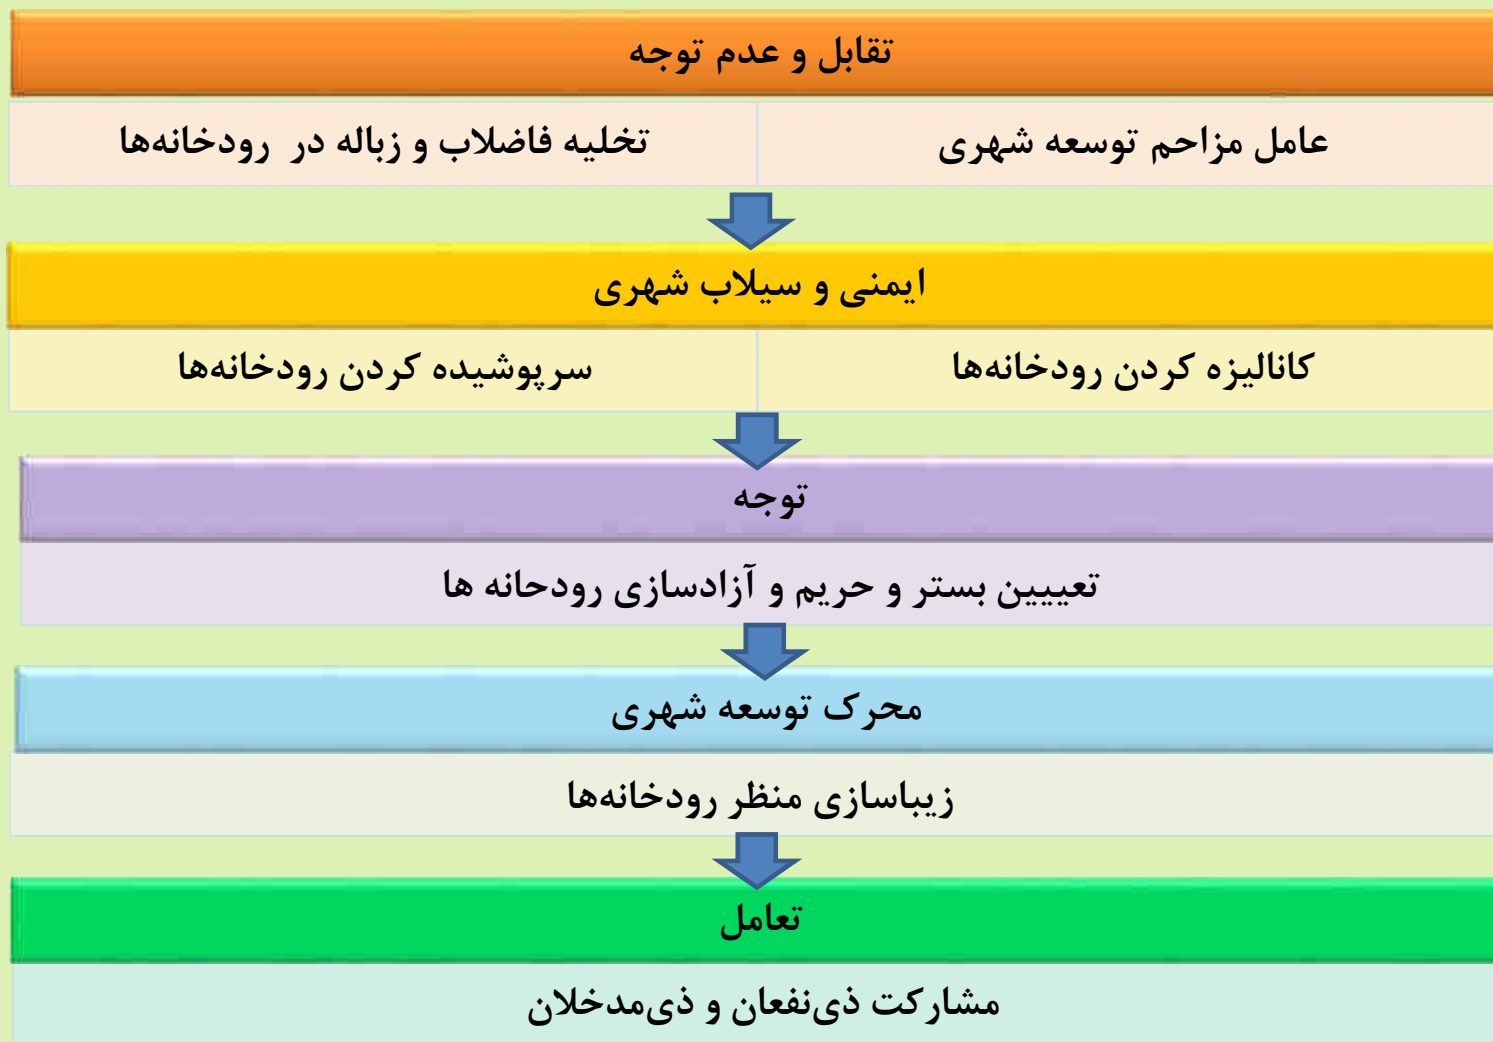 تقابل و عدم توجه
عامل مزاحم توسعه شهری
تخلیه فاضلاب و زباله در رودخانه‌ها
ایمنی و سیلاب شهری
کانالیزه کردن رودخانه‌ها
سرپوشیده کردن رودخانه‌ها
توجه
تعییین بستر و حریم و آزادسازی رودحانه ها
محرک توسعه شهری
زیباسازی منظر رودخانه‌ها
تعامل
مشارکت ذی‌نفعان و ذی‌مدخلان